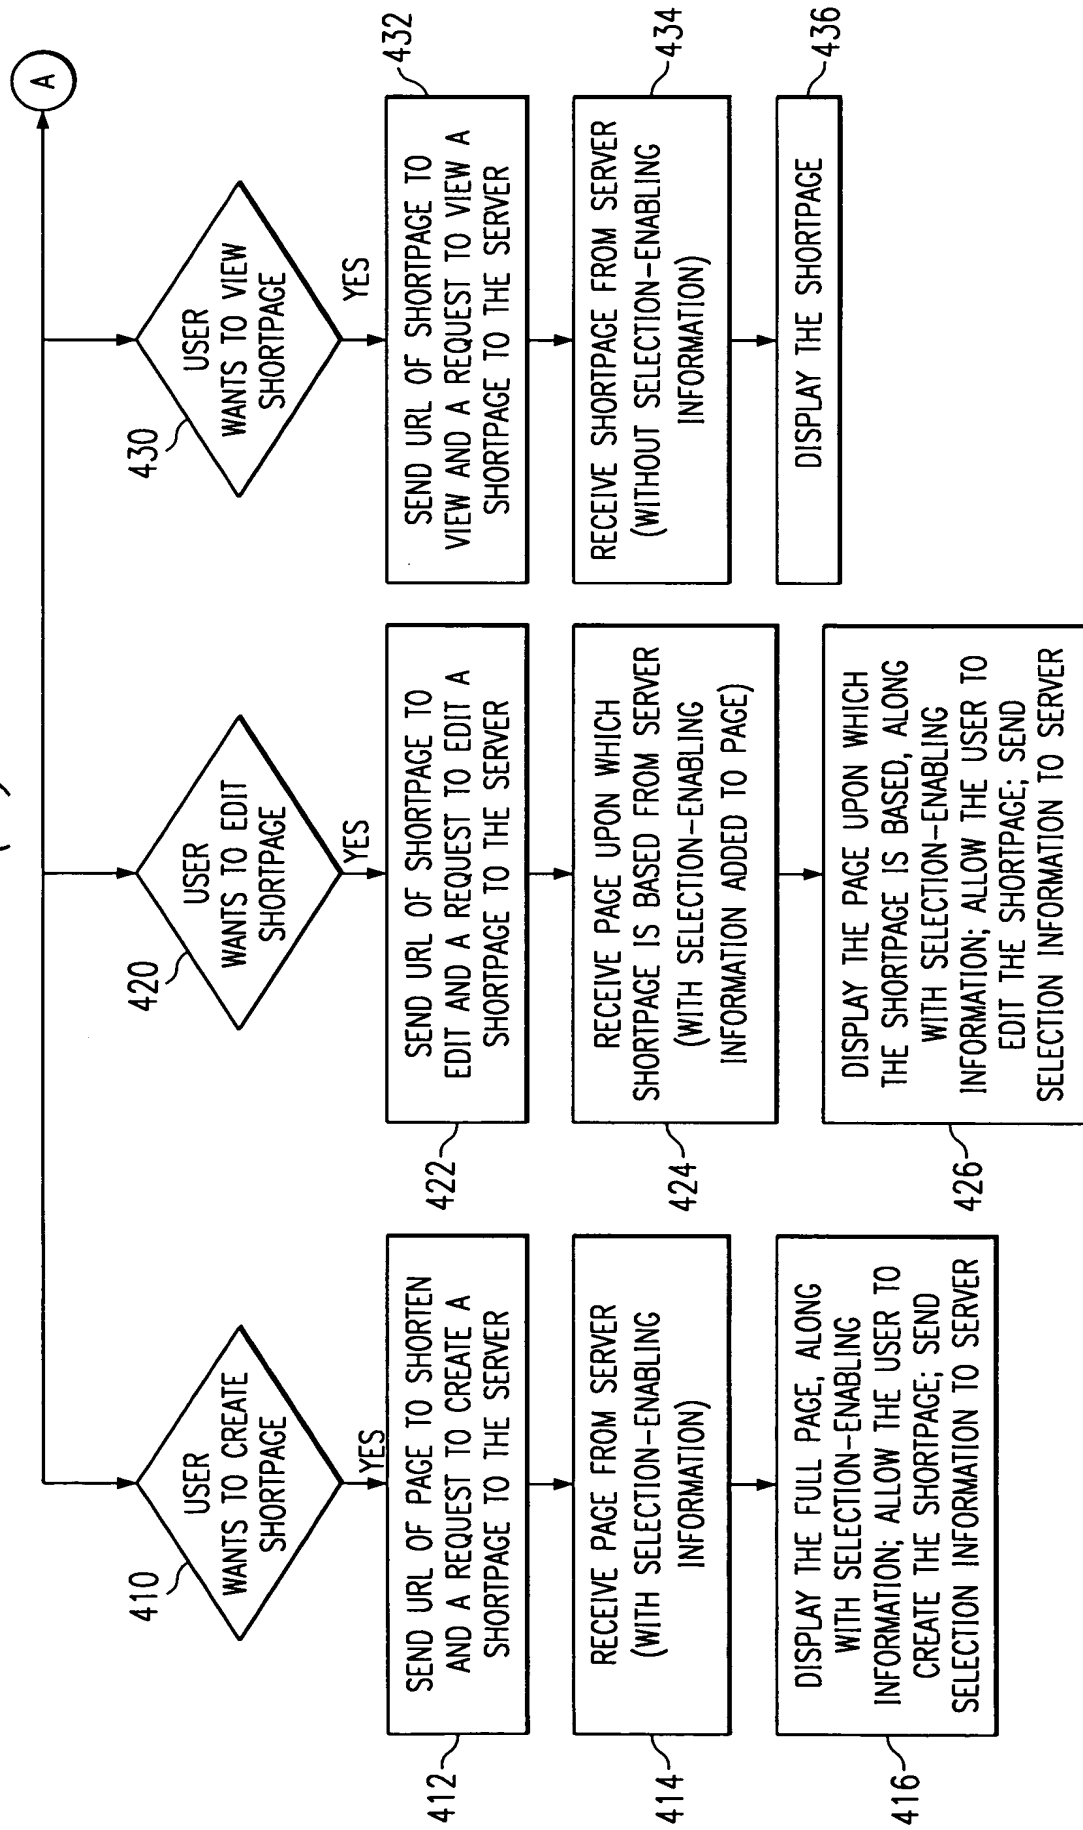 A
410
USER
WANTS TO CREATE
SHORTPAGE
YES
412
SEND URL OF PAGE TO SHORTEN
AND A REQUEST TO CREATE A
SHORTPAGE TO THE SERVER
414
RECEIVE PAGE FROM SERVER
(WITH SELECTION-ENABLING
INFORMATION)
416
DISPLAY THE FULL PAGE, ALONG
WITH SELECTION-ENABLING
INFORMATION; ALLOW THE USER TO
CREATE THE SHORTPAGE; SEND
SELECTION INFORMATION TO SERVER
420
USER
WANTS TO EDIT
SHORTPAGE
YES
422
SEND URL OF SHORTPAGE TO
EDIT AND A REQUEST TO EDIT A
SHORTPAGE TO THE SERVER
424
RECEIVE PAGE UPON WHICH
SHORTPAGE IS BASED FROM SERVER
(WITH SELECTION-ENABLING
INFORMATION ADDED TO PAGE)
426
DISPLAY THE PAGE UPON WHICH
THE SHORTPAGE IS BASED, ALONG
WITH SELECTION-ENABLING
INFORMATION; ALLOW THE USER TO
EDIT THE SHORTPAGE; SEND
SELECTION INFORMATION TO SERVER
430
USER
WANTS TO VIEW
SHORTPAGE
YES
432
SEND URL OF SHORTPAGE TO
VIEW AND A REQUEST TO VIEW A
SHORTPAGE TO THE SERVER
434
RECEIVE SHORTPAGE FROM SERVER
(WITHOUT SELECTION-ENABLING
INFORMATION)
436
DISPLAY THE SHORTPAGE